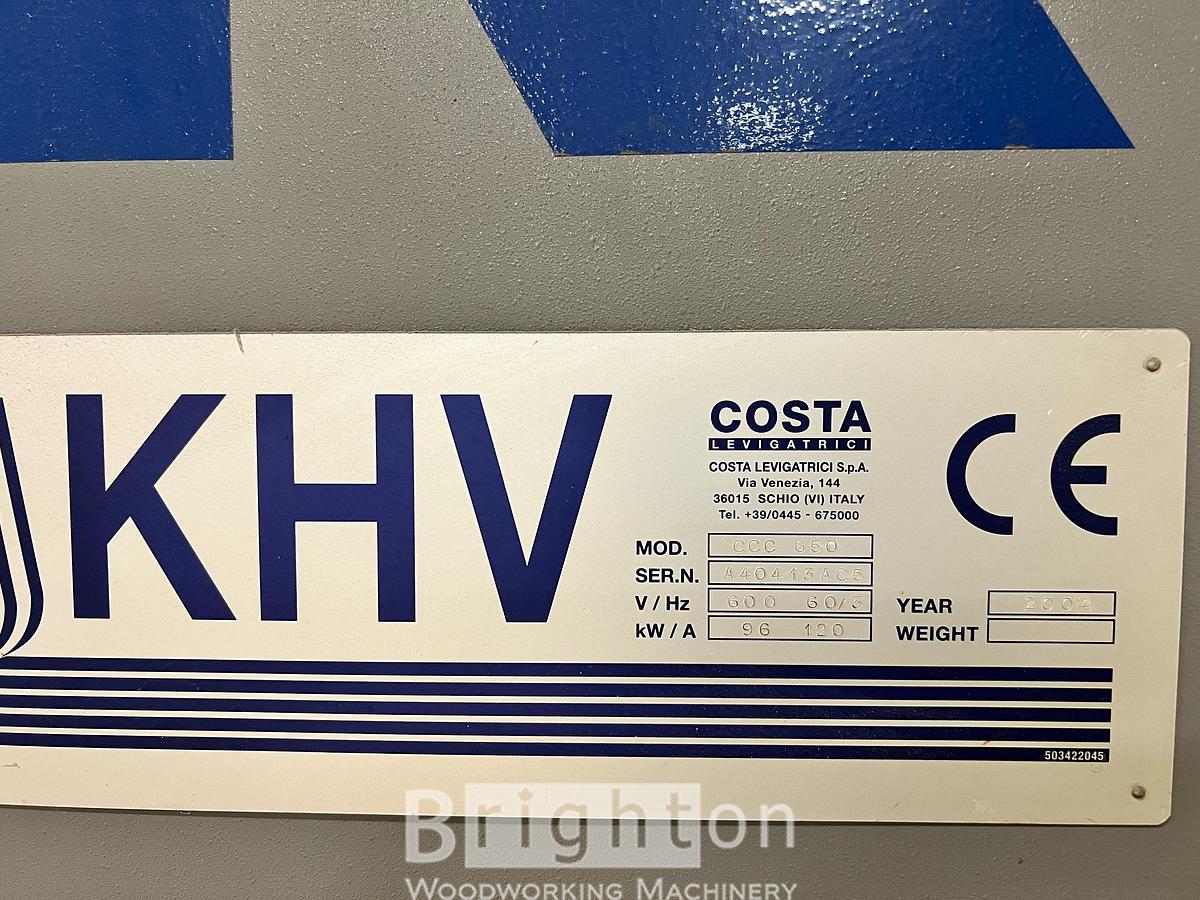 KHV
COSTA
LEVIGATRICI
COSTA LEVIGATRICI S.p.A.
Via Venezia, 144
36015 SCHIO (VI) ITALY
Tel. +39/0445 - 675000
CE
MOD. CCC 650
SER.N. A40413AC5
V / Hz 600 60/3
kW / A 96 120
YEAR 2004
WEIGHT
503422045
Brighton
WOODWORKING MACHINERY